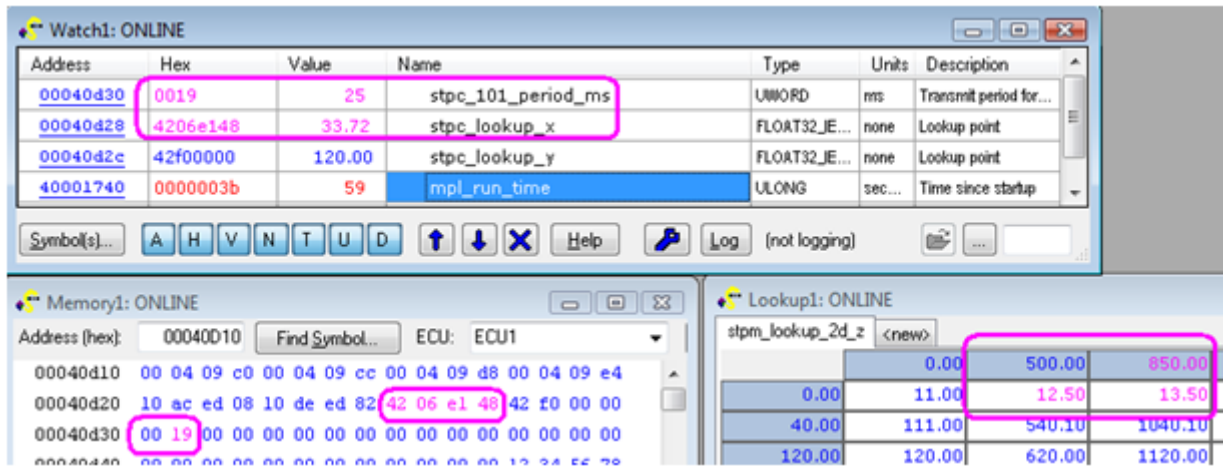 Watch1: ONLINE
Address Hex Value Name Type Units Description
00040d30 0019 25 stpc_101_period_ms UWORD ms Transmit period for...
00040d28 4206e148 33.72 stpc_lookup_x FLOAT32_IE... none Lookup point
00040d2c 42f00000 120.00 stpc_lookup_y FLOAT32_IE... none Lookup point
40001740 0000003b 59 mpl_run_time ULONG sec... Time since startup
Symbol(s)... A H V N T U D Help Log (not logging) ...
Memory1: ONLINE
Address (hex): 00040D10 Find Symbol... ECU: ECU1
00040d10 00 04 09 c0 00 04 09 cc 00 04 09 d8 00 04 09 e4
00040d20 10 ac ed 08 10 de ed 82 42 06 e1 48 42 f0 00 00
00040d30 00 19 00 00 00 00 00 00 00 00 00 00 00 00 00 00
Lookup1: ONLINE
stpm_lookup_2d_z <new>
0.00 500.00 850.00
0.00 11.00 12.50 13.50
40.00 111.00 540.10 1040.10
120.00 120.00 620.00 1120.00